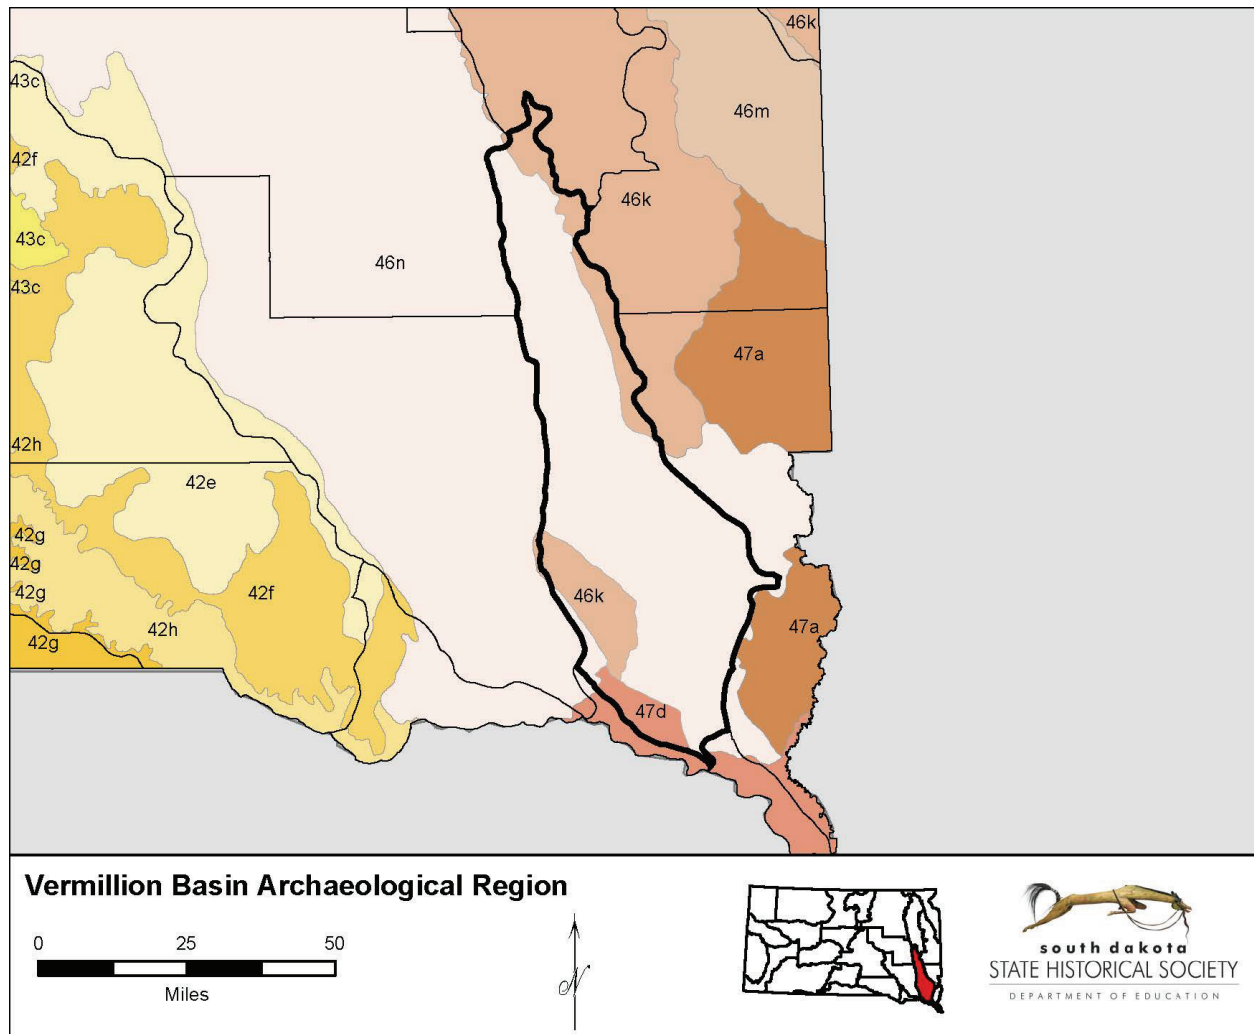 46k
43c
46m
42f
46k
43c
46n
43c
47a
42h
42e
42g
42g
42g
42f
46k
42h
42g
47a
47d
Vermillion Basin Archaeological Region
0 25 50
Miles
N
south dakota
STATE HISTORICAL SOCIETY
DEPARTMENT OF EDUCATION